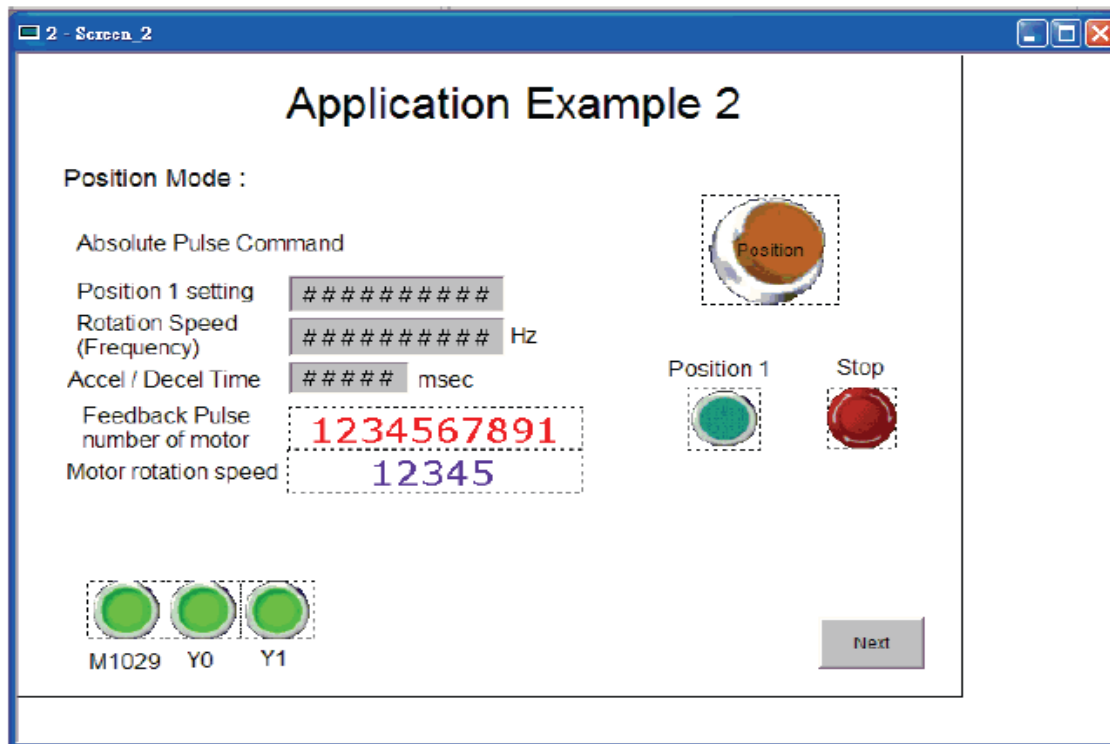 2 - Screen_2
Application Example 2
Position Mode :
Position
Absolute Pulse Command
Position 1 setting ##########
Rotation Speed
(Frequency) ########## Hz
Accel / Decel Time ##### msec
Position 1 Stop
Feedback Pulse
number of motor 1234567891
Motor rotation speed 12345
M1029 Y0 Y1
Next